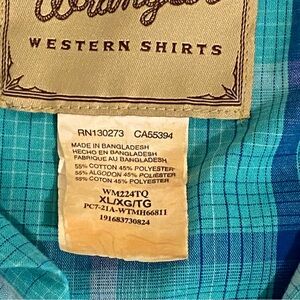 Wrangler
WESTERN SHIRTS
RN130273 CA55394
MADE IN BANGLADESH
HECHO EN BANGLADESH
FABRIQUE AU BANGLADESH
55% COTTON 45% POLYESTER
55% ALGODON 45% POLIESTER
55% COTON 45% POLYESTER
WM224TQ
XL/XG/TG
PC7-21A-WTMH66811
191683730824